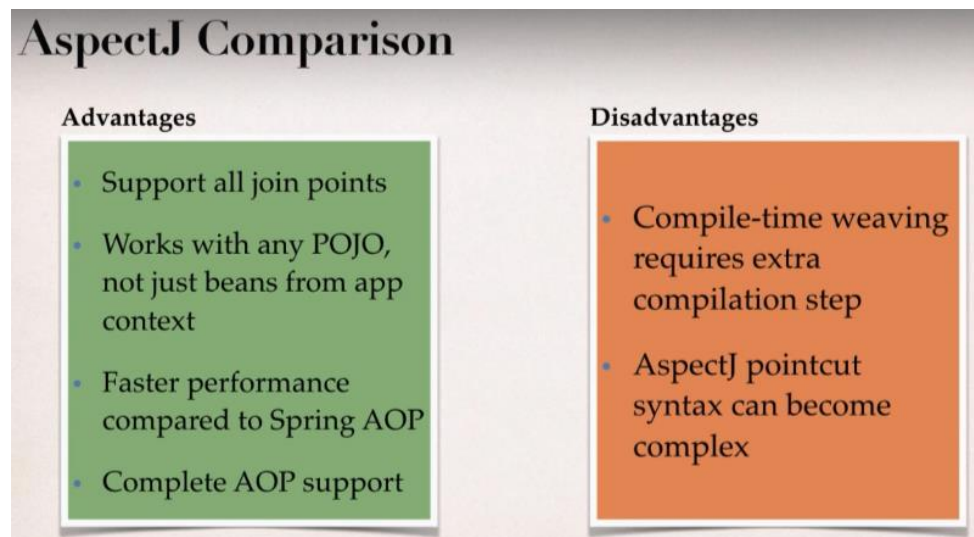 AspectJ Comparison
Advantages
• Support all join points
• Works with any POJO,
not just beans from app
context
• Faster performance
compared to Spring AOP
• Complete AOP support
Disadvantages
• Compile-time weaving
requires extra
compilation step
• AspectJ pointcut
syntax can become
complex